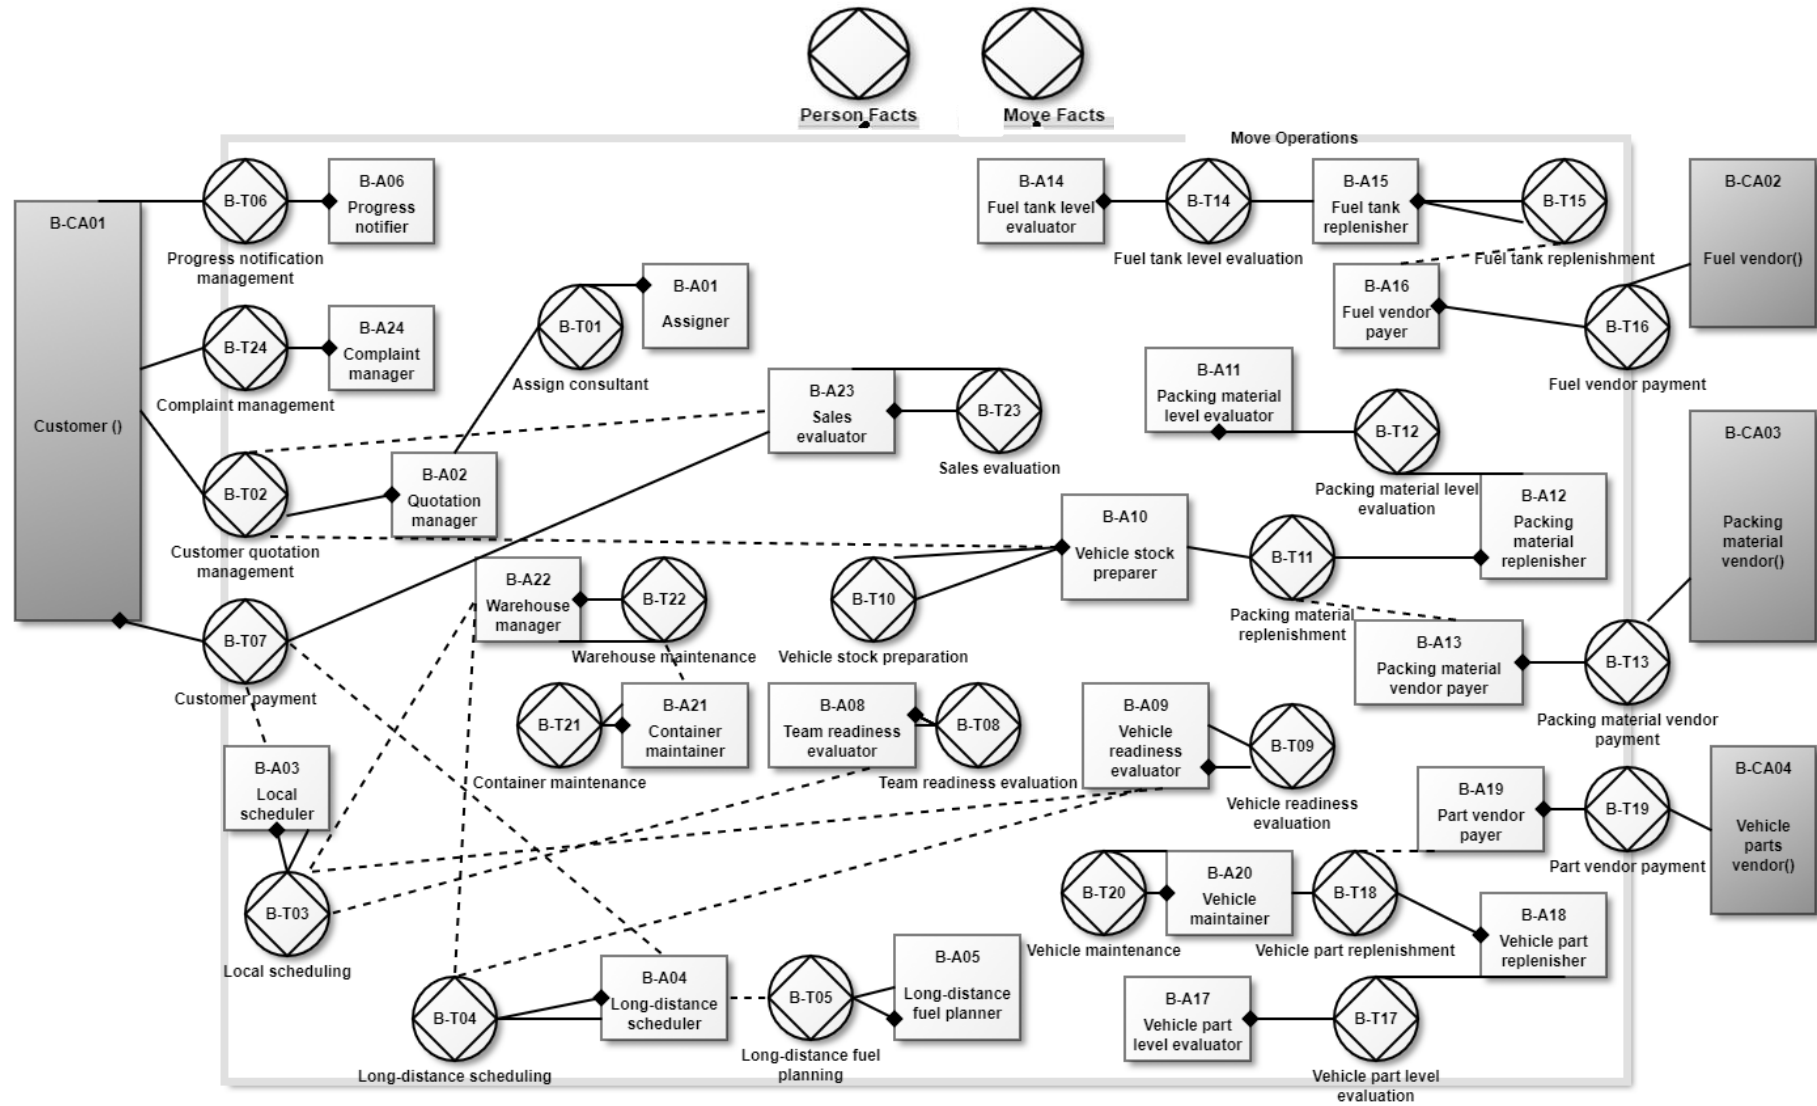 Person Facts
Move Facts
Move Operations
B-CA01
Customer ()
B-T06
Progress notification
management
B-A06
Progress
notifier
B-T24
Complaint management
B-A24
Complaint
manager
B-T02
Customer quotation
management
B-A02
Quotation
manager
B-T01
Assign consultant
B-A01
Assigner
B-A23
Sales
evaluator
B-T23
Sales evaluation
B-A14
Fuel tank level
evaluator
B-T14
Fuel tank level evaluation
B-A15
Fuel tank
replenisher
B-T15
Fuel tank replenishment
B-CA02
Fuel vendor()
B-A16
Fuel vendor
payer
B-T16
Fuel vendor payment
B-A11
Packing material
level evaluator
B-T12
Packing material level
evaluation
B-CA03
Packing
material
vendor()
B-A10
Vehicle stock
preparer
B-T11
Packing material
replenishment
B-A12
Packing
material
replenisher
B-T07
Customer payment
B-A22
Warehouse
manager
B-T22
Warehouse maintenance
B-T10
Vehicle stock preparation
B-A13
Packing material
vendor payer
B-T13
Packing material vendor
payment
B-T21
Container maintenance
B-A21
Container
maintainer
B-A08
Team readiness
evaluator
B-T08
Team readiness evaluation
B-A09
Vehicle
readiness
evaluator
B-T09
Vehicle readiness
evaluation
B-A03
Local
scheduler
B-T03
Local scheduling
B-A19
Part vendor
payer
B-T19
Part vendor payment
B-CA04
Vehicle
parts
vendor()
B-T20
Vehicle maintenance
B-A20
Vehicle
maintainer
B-T18
Vehicle part replenishment
B-A18
Vehicle part
replenisher
B-T04
Long-distance scheduling
B-A04
Long-distance
scheduler
B-T05
Long-distance fuel
planning
B-A05
Long-distance
fuel planner
B-A17
Vehicle part
level evaluator
B-T17
Vehicle part level
evaluation